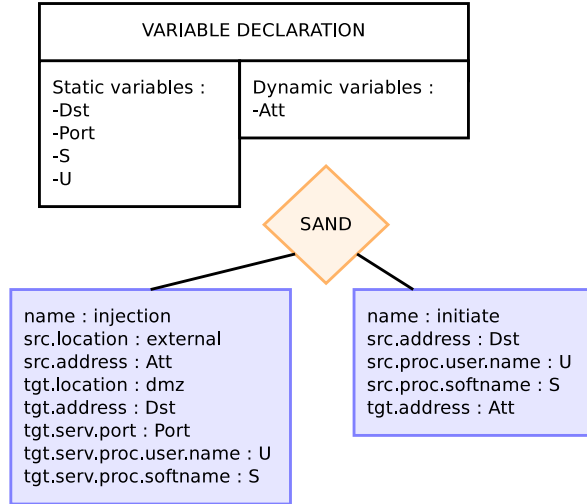 VARIABLE DECLARATION
Static variables :
-Dst
-Port
-S
-U
Dynamic variables :
-Att
SAND
name : injection
src.location : external
src.address : Att
tgt.location : dmz
tgt.address : Dst
tgt.serv.port : Port
tgt.serv.proc.user.name : U
tgt.serv.proc.softname : S
name : initiate
src.address : Dst
src.proc.user.name : U
src.proc.softname : S
tgt.address : Att